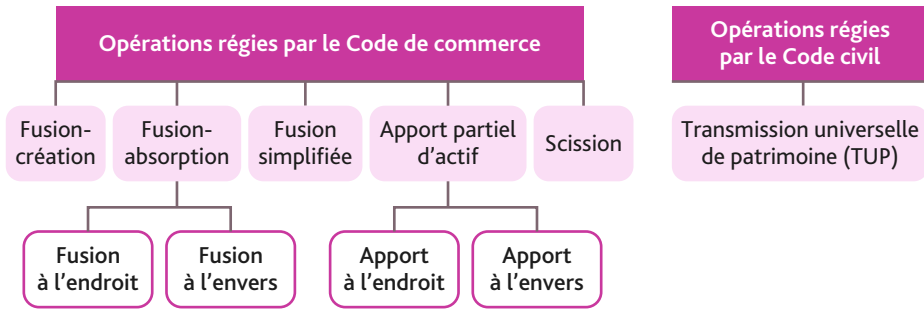 Opérations régies par le Code de commerce
Opérations régies
par le Code civil
Fusion-
création
Fusion-
absorption
Fusion
simplifiée
Apport partiel
d'actif
Scission
Transmission universelle
de patrimoine (TUP)
Fusion
à l'endroit
Fusion
à l'envers
Apport
à l'endroit
Apport
à l'envers